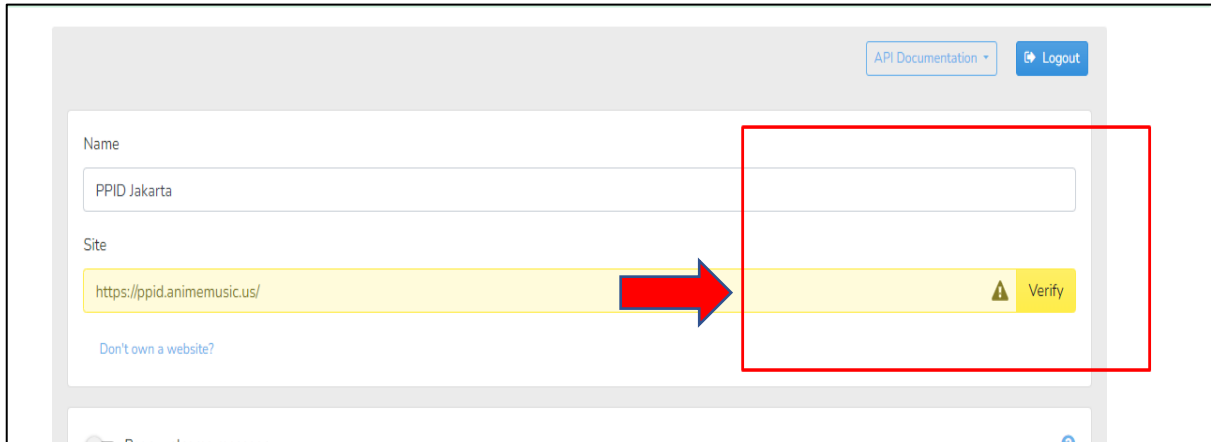 API Documentation
Logout
Name
PPID Jakarta
Site
https://ppid.animemusic.us/
Verify
Don't own a website?